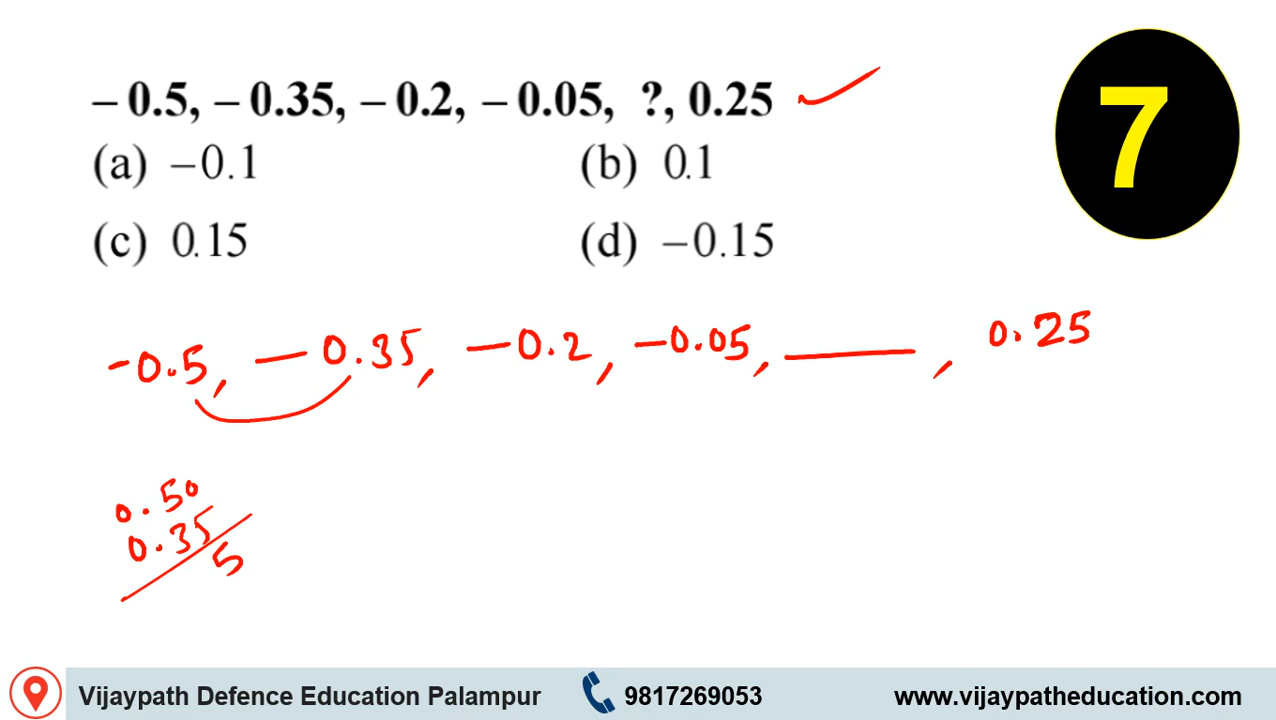 – 0.5, – 0.35, – 0.2, – 0.05, ?, 0.25
7
(a) –0.1 (b) 0.1
(c) 0.15 (d) –0.15
-0.5, — 0.35, —0.2, —0.05, ____, 0.25
0.50
0.35
5
Vijaypath Defence Education Palampur 9817269053 www.vijaypatheducation.com